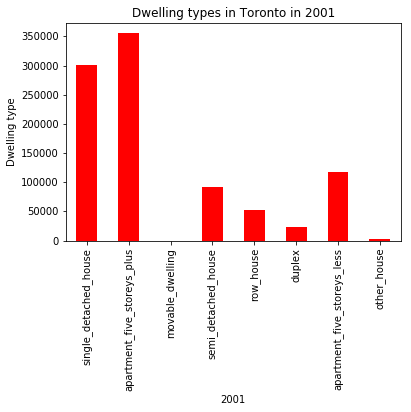 Dwelling types in Toronto in 2001
Dwelling type
350000
300000
250000
200000
150000
100000
50000
0
single_detached_house
apartment_five_storeys_plus
movable_dwelling
semi_detached_house
row_house
duplex
apartment_five_storeys_less
other_house
2001